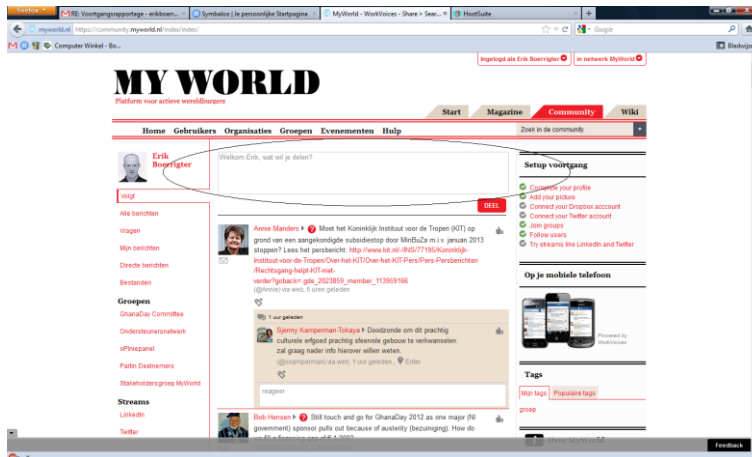 Firefox
RE: Voortgangsrapportage - erikboen...
Symbaloo | Je persoonlijke Startpagina
MyWorld - WorkVoices - Share > Sear...
HootSuite
myworld.nl https://community.myworld.nl/index/index/
Google
Computer Winkel - Bo...
Bladwijzers
Ingelogd als Erik Boerrigter
in netwerk MyWorld
MY WORLD
Platform voor actieve wereldburgers
Start Magazine Community Wiki
Home Gebruikers Organisaties Groepen Evenementen Hulp
Zoek in de community
Erik
Boerrigter
Volgt
Alle berichten
Vragen
Mijn berichten
Directe berichten
Bestanden
Groepen
GhanaDay Committee
Ondersteunersnetwerk
oPiniepanel
Partin Deelnemers
Stakeholdersgroep MyWorld
Streams
LinkedIn
Twitter
Welkom Erik, wat wil je delen?
DEEL
Annie Manders Moet het Koninklijk Instituut voor de Tropen (KIT) op
grond van een aangekondigde subsidiestop door MinBuZa m.i.v. januari 2013
stoppen? Lees het persbericht: http://www.kit.nl/-/INS/77195/Koninklijk-
Instituut-voor-de-Tropen/Over-het-KIT/Over-het-KIT-Pers/Pers-Persberichten
/Rechtsgang-helpt-KIT-niet-
verder?goback=.gde_2023859_member_113959166
(@Annie) via web, 6 uren geleden
1 uur geleden
Sjenny Kamperman-Tokaya Doodzonde om dit prachtig
culturele erfgoed prachtig sfeervolle gebouw te verkwanselen.
zal graag nader info hierover willen weten.
(@skamperman) via web, 1 uur geleden, Enter
reageer
Bob Hensen Still touch and go for GhanaDay 2012 as one major (Nl
government) sponsor pulls out because of austerity (bezuiniging). How do
Setup voortgang
Complete your profile
Add your picture
Connect your Dropbox acccount
Connect your Twitter account
Join groups
Follow users
Try streams like LinkedIn and Twitter
Op je mobiele telefoon
Powered by
WorkVoices
Tags
Mijn tags Populaire tags
groep
Over MyWorld
Feedback